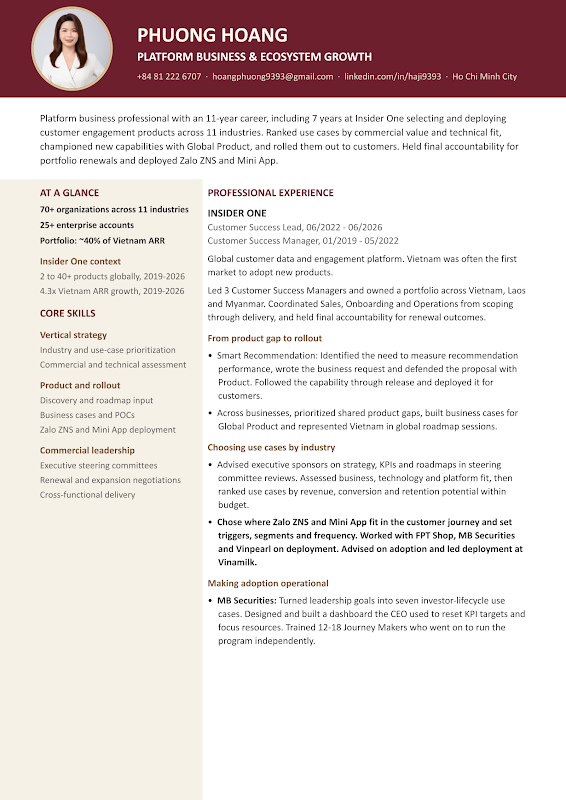 PHUONG HOANG
PLATFORM BUSINESS & ECOSYSTEM GROWTH
+84 81 222 6707 · hoangphuong9393@gmail.com · linkedin.com/in/haji9393 · Ho Chi Minh City
Platform business professional with an 11-year career, including 7 years at Insider One selecting and deploying
customer engagement products across 11 industries. Ranked use cases by commercial value and technical fit,
championed new capabilities with Global Product, and rolled them out to customers. Held final accountability for
portfolio renewals and deployed Zalo ZNS and Mini App.
AT A GLANCE
70+ organizations across 11 industries
25+ enterprise accounts
Portfolio: ~40% of Vietnam ARR
Insider One context
2 to 40+ products globally, 2019-2026
4.3x Vietnam ARR growth, 2019-2026
CORE SKILLS
Vertical strategy
Industry and use-case prioritization
Commercial and technical assessment
Product and rollout
Discovery and roadmap input
Business cases and POCs
Zalo ZNS and Mini App deployment
Commercial leadership
Executive steering committees
Renewal and expansion negotiations
Cross-functional delivery
PROFESSIONAL EXPERIENCE
INSIDER ONE
Customer Success Lead, 06/2022 - 06/2026
Customer Success Manager, 01/2019 - 05/2022
Global customer data and engagement platform. Vietnam was often the first
market to adopt new products.
Led 3 Customer Success Managers and owned a portfolio across Vietnam, Laos
and Myanmar. Coordinated Sales, Onboarding and Operations from scoping
through delivery, and held final accountability for renewal outcomes.
From product gap to rollout
• Smart Recommendation: Identified the need to measure recommendation
performance, wrote the business request and defended the proposal with
Product. Followed the capability through release and deployed it for
customers.
• Across businesses, prioritized shared product gaps, built business cases for
Global Product and represented Vietnam in global roadmap sessions.
Choosing use cases by industry
• Advised executive sponsors on strategy, KPIs and roadmaps in steering
committee reviews. Assessed business, technology and platform fit, then
ranked use cases by revenue, conversion and retention potential within
budget.
• Chose where Zalo ZNS and Mini App fit in the customer journey and set
triggers, segments and frequency. Worked with FPT Shop, MB Securities
and Vinpearl on deployment. Advised on adoption and led deployment at
Vinamilk.
Making adoption operational
• MB Securities: Turned leadership goals into seven investor-lifecycle use
cases. Designed and built a dashboard the CEO used to reset KPI targets and
focus resources. Trained 12-18 Journey Makers who went on to run the
program independently.